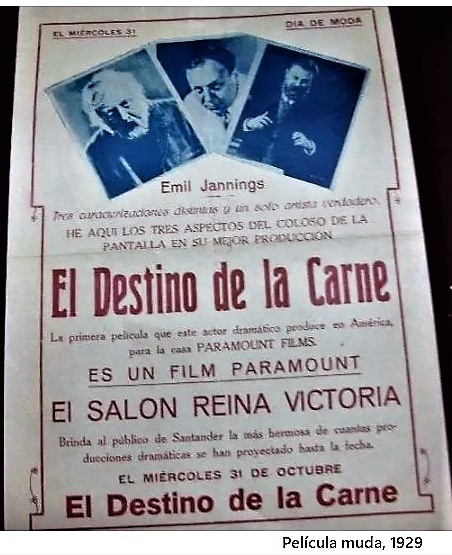 EL MIÉRCOLES 31
DIA DE MODA
Emil Jannings
Tres caracterizaciones distintas y un solo artista verdadero.
HE AQUI LOS TRES ASPECTOS DEL COLOSO DE LA
PANTALLA EN SU MEJOR PRODUCCION
El Destino de la Carne
La primera película que este actor dramático produce en América,
para la casa PARAMOUNT FILMS.
ES UN FILM PARAMOUNT
El SALON REINA VICTORIA
Brinda al público de Santander la más hermosa de cuantas pro-
ducciones dramáticas se han proyectado hasta la fecha.
EL MIÉRCOLES 31 DE OCTUBRE
El Destino de la Carne
Película muda, 1929